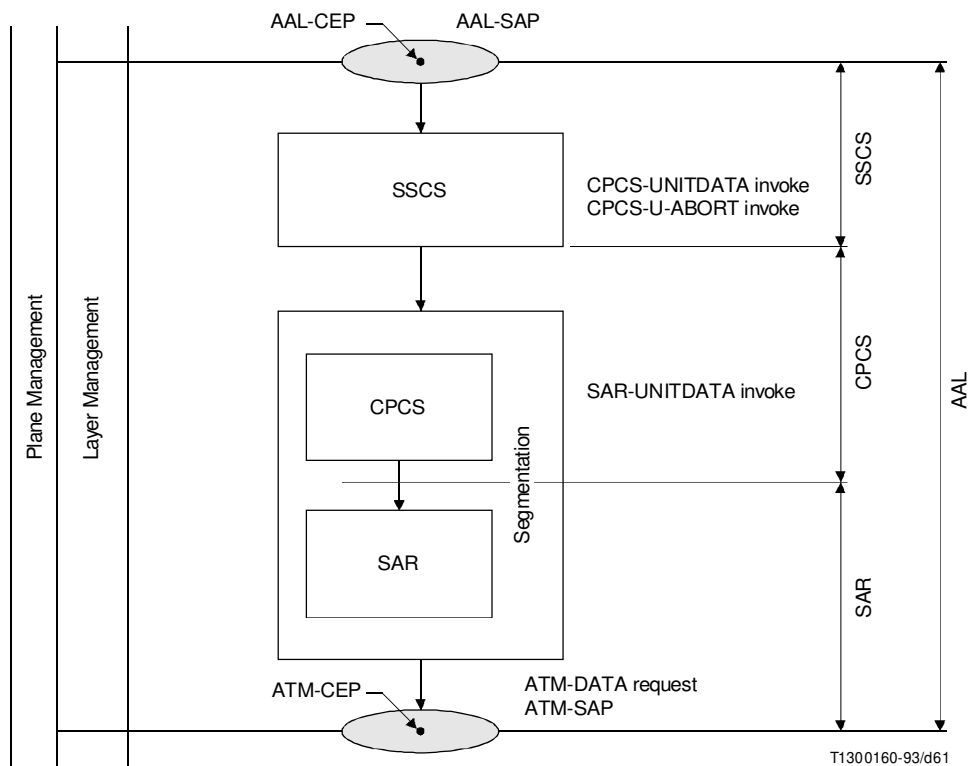 AAL-CEP
AAL-SAP
SSCS
CPCS-UNITDATA invoke
CPCS-U-ABORT invoke
SSCS
Plane Management
Layer Management
CPCS
SAR-UNITDATA invoke
CPCS
AAL
Segmentation
SAR
SAR
ATM-CEP
ATM-DATA request
ATM-SAP
T1300160-93/d61